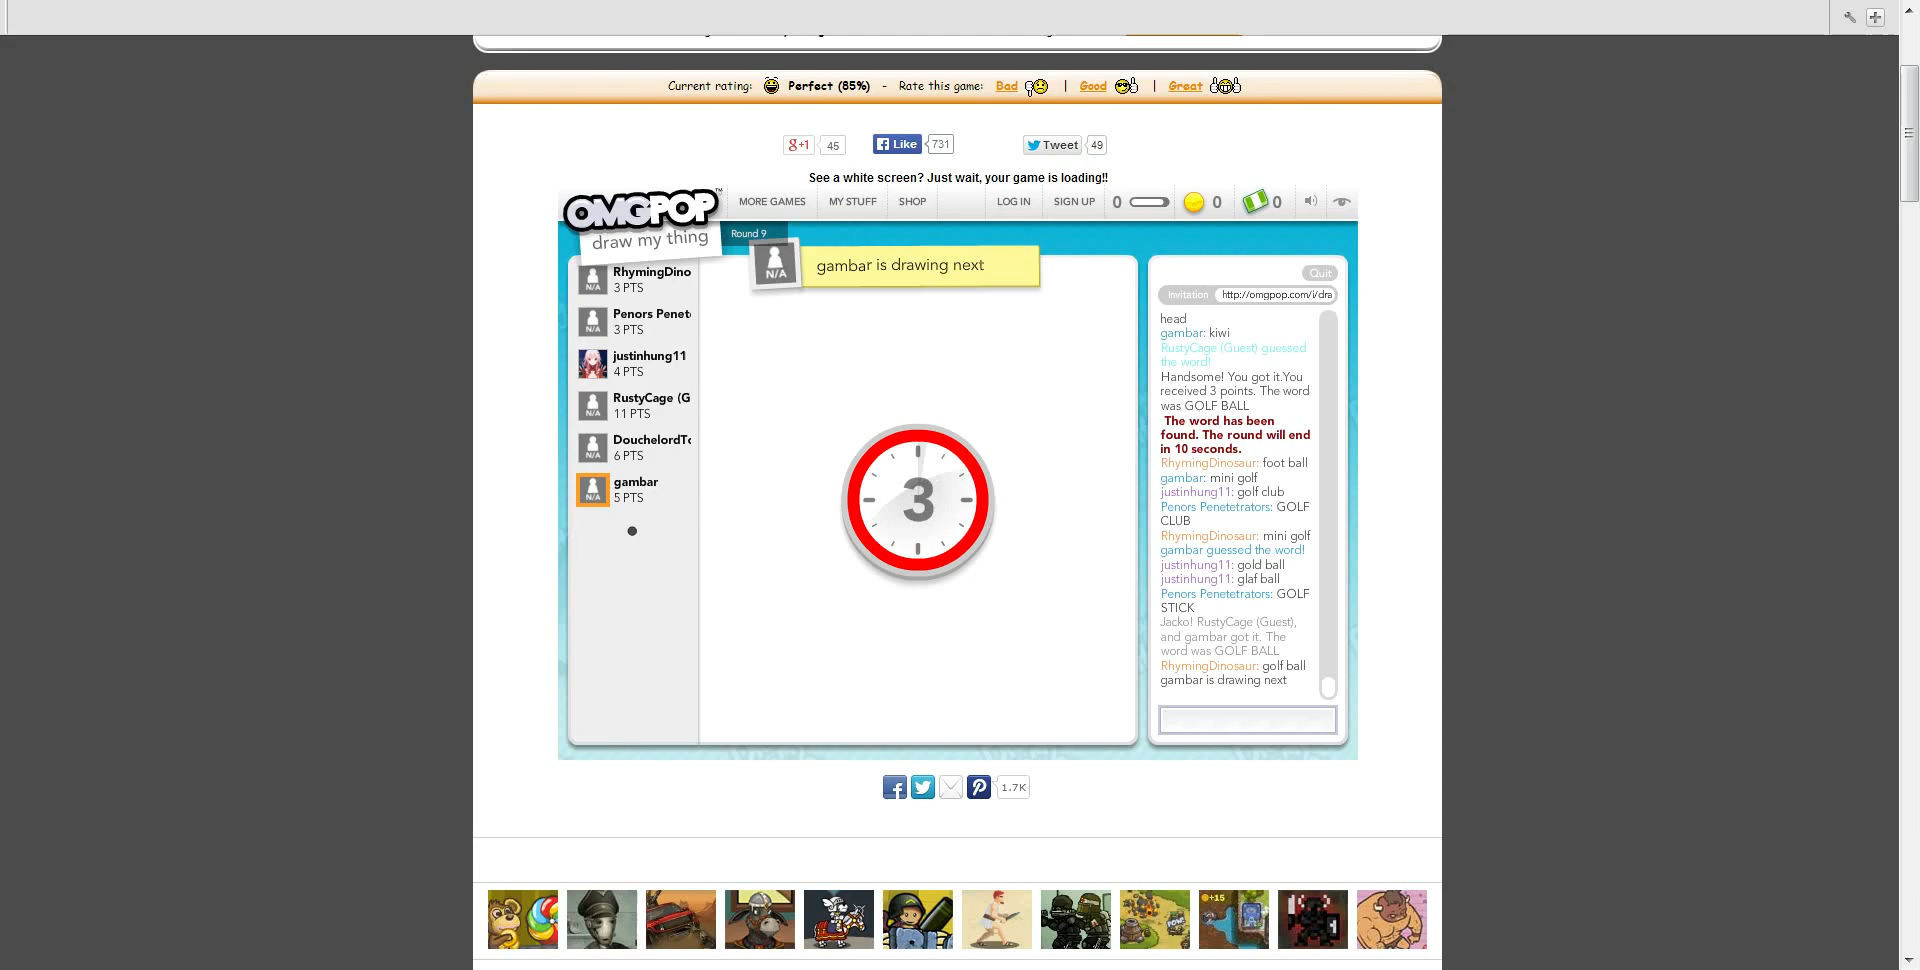 Current rating: Perfect (85%) - Rate this game: Bad | Good | Great
g+1 45 Like 731 Tweet 49
See a white screen? Just wait, your game is loading!!
OMGPOP™ MORE GAMES MY STUFF SHOP LOG IN SIGN UP 0 0 0
draw my thing Round 9
N/A gambar is drawing next
N/A RhymingDino
3 PTS
N/A Penors Penet
3 PTS
justinhung11
4 PTS
N/A RustyCage (G
11 PTS
N/A DouchelordTo
6 PTS
N/A gambar
5 PTS
3
Quit
Invitation http://omgpop.com/i/dra
head
gambar: kiwi
RustyCage (Guest) guessed
the word!
Handsome! You got it.You
received 3 points. The word
was GOLF BALL
The word has been
found. The round will end
in 10 seconds.
RhymingDinosaur: foot ball
gambar: mini golf
justinhung11: golf club
Penors Penetetrators: GOLF
CLUB
RhymingDinosaur: mini golf
gambar guessed the word!
justinhung11: gold ball
justinhung11: glaf ball
Penors Penetetrators: GOLF
STICK
Jacko! RustyCage (Guest),
and gambar got it. The
word was GOLF BALL
RhymingDinosaur: golf ball
gambar is drawing next
1.7K
+15